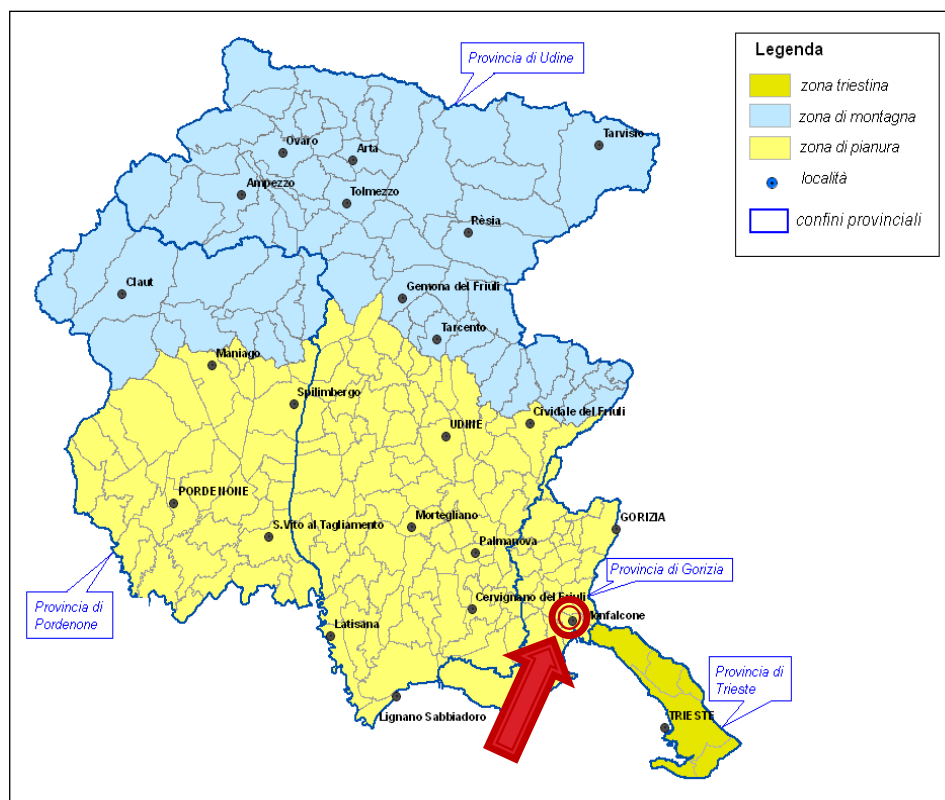 Provincia di Udine
Legenda
zona triestina
zona di montagna
zona di pianura
località
confini provinciali
Ovaro
Arta
Tarvisio
Ampezzo
Tolmezzo
Rèsia
Claut
Gemona del Friuli
Tarcento
Maniago
Spilimbergo
Cividale del Friuli
UDINE
PORDENONE
S.Vito al Tagliamento
Mortegliano
GORIZIA
Palmanova
Provincia di Gorizia
Provincia di
Pordenone
Cervignano del Friuli
Monfalcone
Latisana
Provincia di
Trieste
Lignano Sabbiadoro
TRIESTE